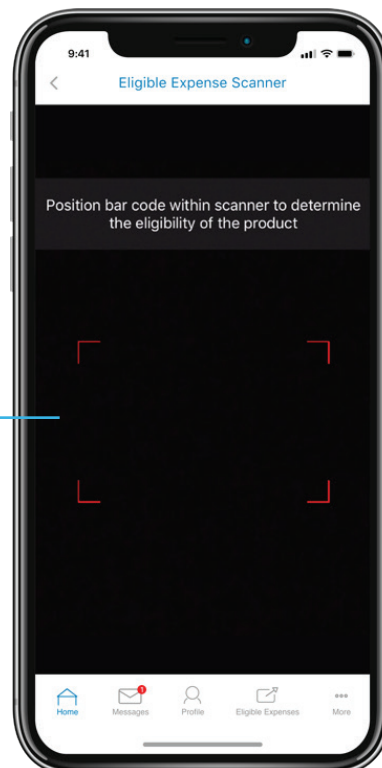 9:41
Eligible Expense Scanner
Position bar code within scanner to determine
the eligibility of the product
1
Home
Messages
Profile
Eligible Expenses
More